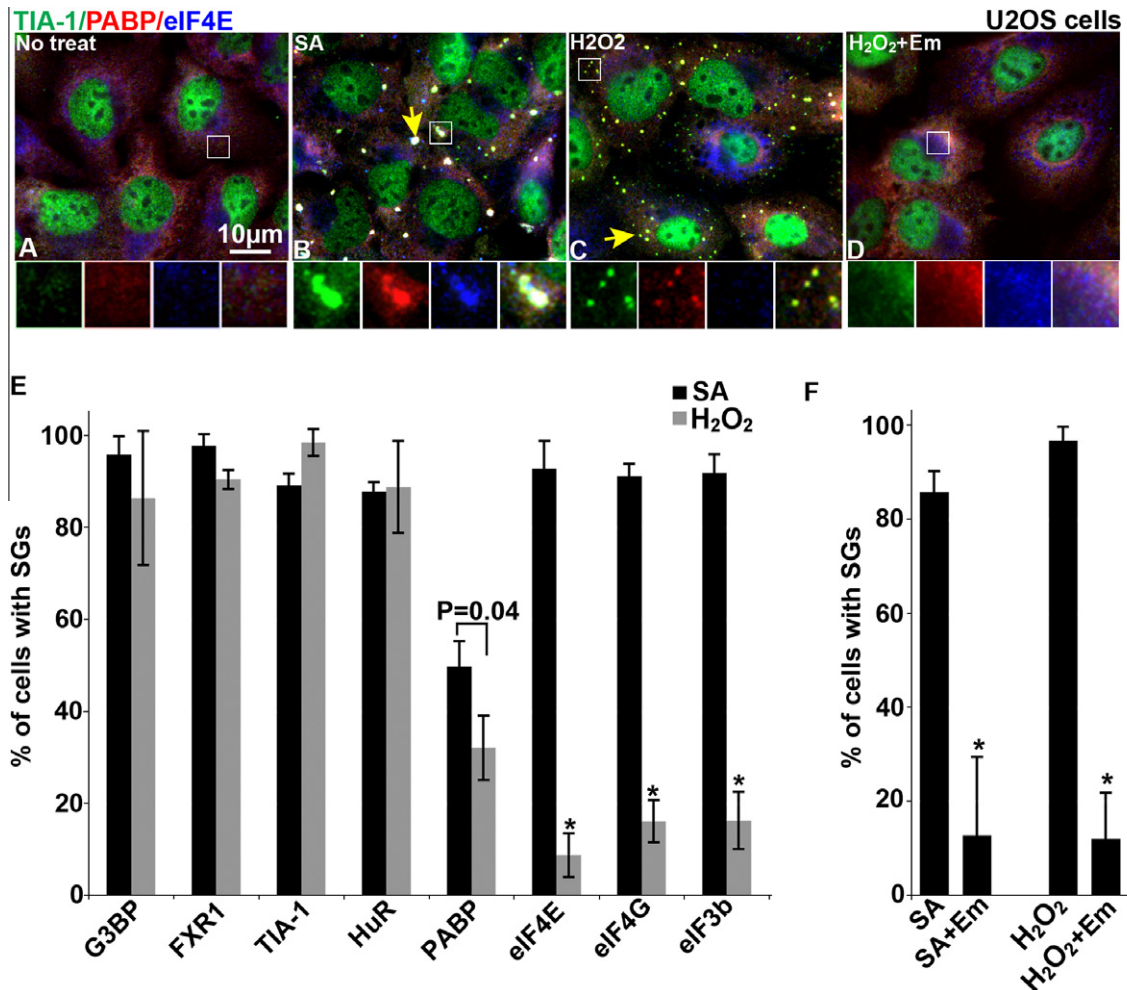 TIA-1/PABP/eIF4E U2OS cells
No treat SA H2O2 H₂O₂+Em
10µm
A B C D
E
F
SA
H₂O₂
% of cells with SGs
100
80
60
40
20
0
P=0.04
*
*
*
G3BP FXR1 TIA-1 HuR PABP eIF4E eIF4G eIF3b
% of cells with SGs
100
80
60
40
20
0
*
*
SA SA+Em H₂O₂ H₂O₂+Em